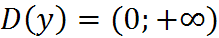 D(y) = (0; +∞)